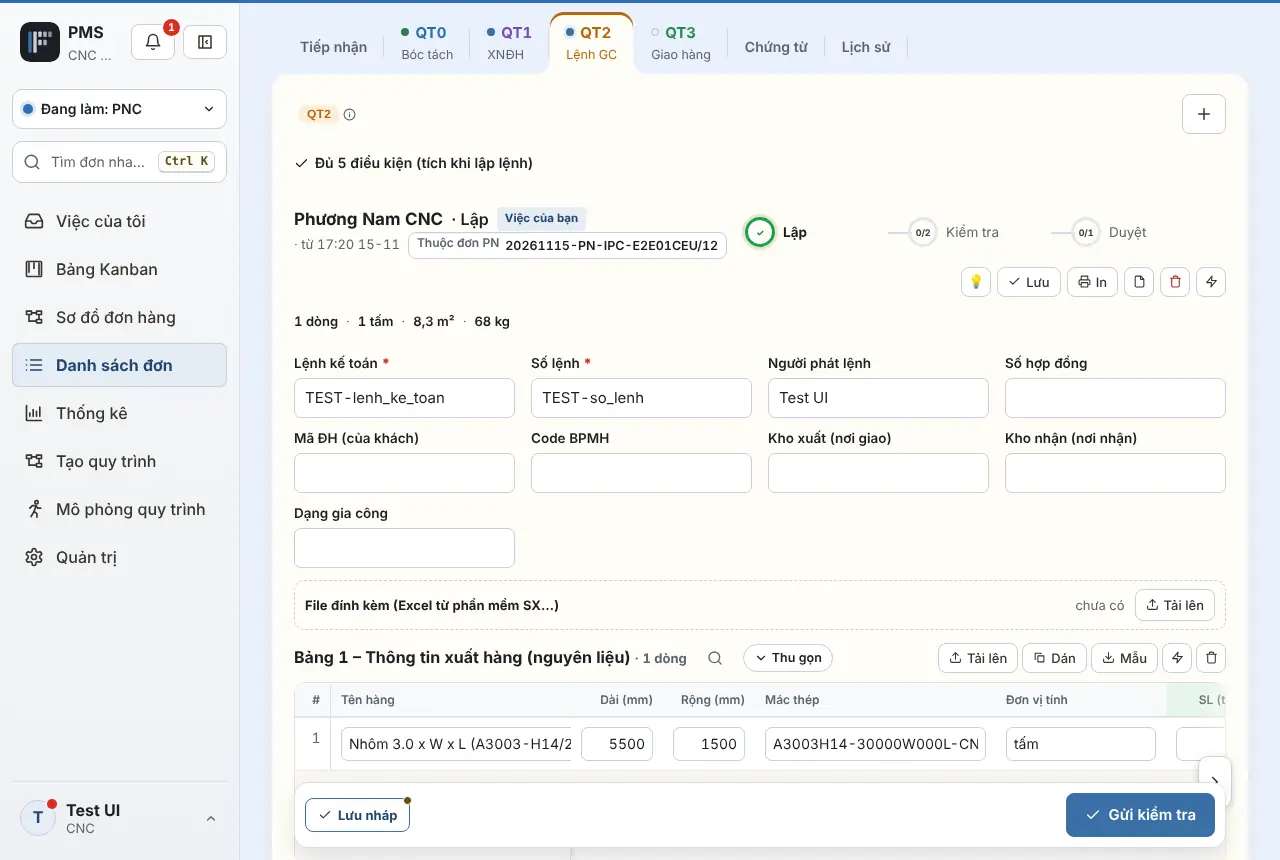 PMS
CNC ...
1
Đang làm: PNC
Tìm đơn nha...
Ctrl K
Việc của tôi
Bảng Kanban
Sơ đồ đơn hàng
Danh sách đơn
Thống kê
Tạo quy trình
Mô phỏng quy trình
Quản trị
T
Test UI
CNC
Tiếp nhận
QT0
Bóc tách
QT1
XNĐH
QT2
Lệnh GC
QT3
Giao hàng
Chứng từ
Lịch sử
QT2
Đủ 5 điều kiện (tích khi lập lệnh)
Phương Nam CNC · Lập Việc của bạn
· từ 17:20 15-11 Thuộc đơn PN 20261115-PN-IPC-E2E01CEU/12
Lập
0/2 Kiểm tra
0/1 Duyệt
Lưu
In
1 dòng · 1 tấm · 8,3 m² · 68 kg
Lệnh kế toán * Số lệnh * Người phát lệnh Số hợp đồng
TEST-lenh_ke_toan TEST-so_lenh Test UI
Mã ĐH (của khách) Code BPMH Kho xuất (nơi giao) Kho nhận (nơi nhận)
Dạng gia công
File đính kèm (Excel từ phần mềm SX...) chưa có Tải lên
Bảng 1 – Thông tin xuất hàng (nguyên liệu) · 1 dòng Thu gọn Tải lên Dán Mẫu
# Tên hàng Dài (mm) Rộng (mm) Mác thép Đơn vị tính SL (t
1 Nhôm 3.0 x W x L (A3003-H14/2 5500 1500 A3003H14-30000W000L-CN tấm
Lưu nháp
Gửi kiểm tra